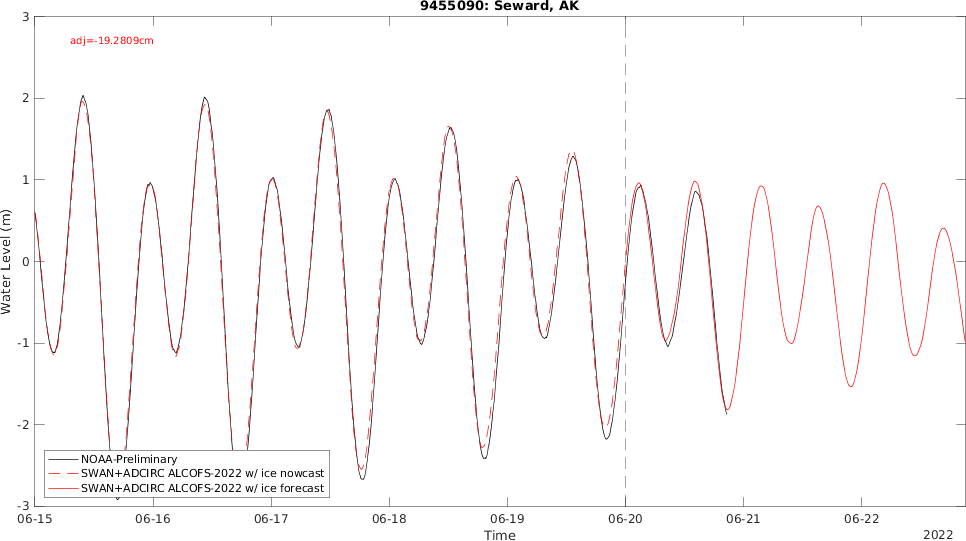 9455090: Seward, AK
adj=-19.2809cm
3
2
1
0
-1
-2
-3
Water Level (m)
NOAA-Preliminary
SWAN+ADCIRC ALCOFS-2022 w/ ice nowcast
SWAN+ADCIRC ALCOFS-2022 w/ ice forecast
06-15 06-16 06-17 06-18 06-19 06-20 06-21 06-22
Time
2022